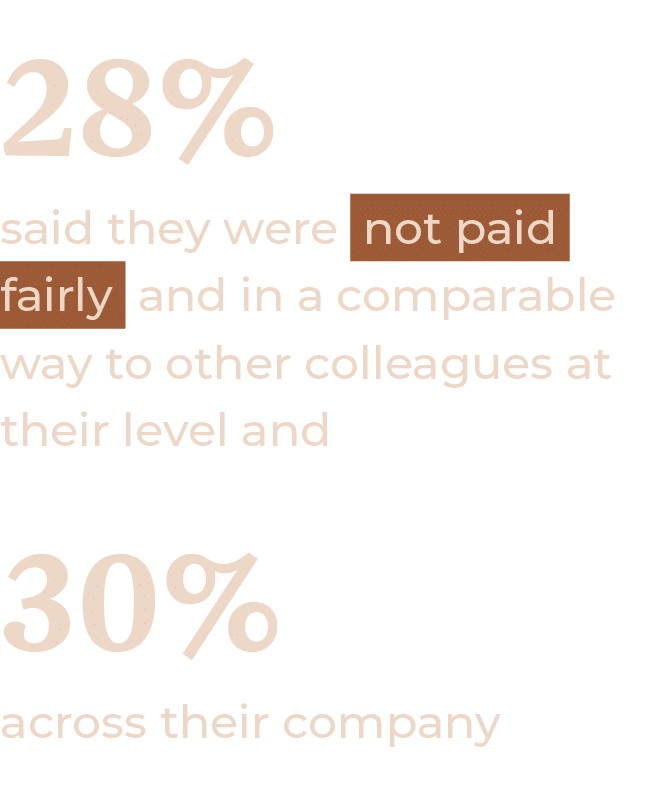 28%
said they were not paid
fairly and in a comparable
way to other colleagues at
their level and
30%
across their company